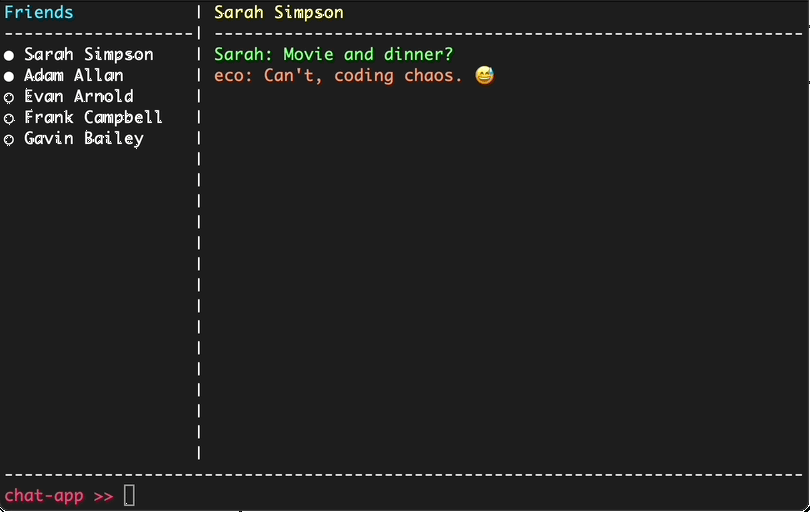 Friends | Sarah Simpson
● Sarah Simpson | Sarah: Movie and dinner?
● Adam Allan | eco: Can't, coding chaos. 😅
○ Evan Arnold
○ Frank Campbell
○ Gavin Bailey
chat-app >>